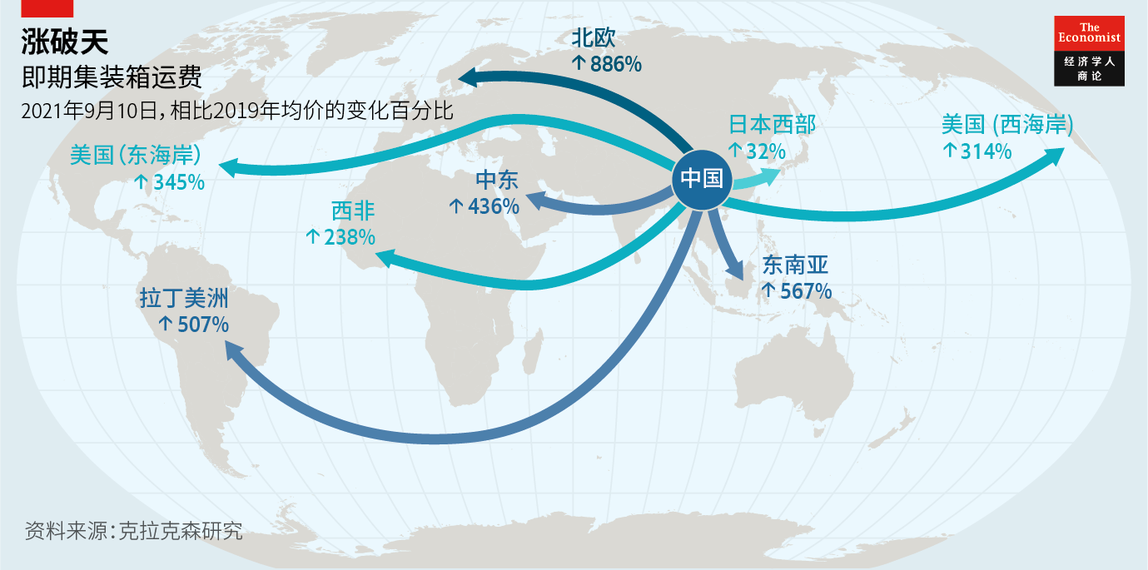 涨破天
即期集装箱运费
2021年9月10日，相比2019年均价的变化百分比
The
Economist
经济学人
商论
北欧
↑886%
日本西部
↑32%
美国 (西海岸)
↑314%
美国（东海岸）
↑345%
中国
中东
↑436%
西非
↑238%
东南亚
↑567%
拉丁美洲
↑507%
资料来源：克拉克森研究